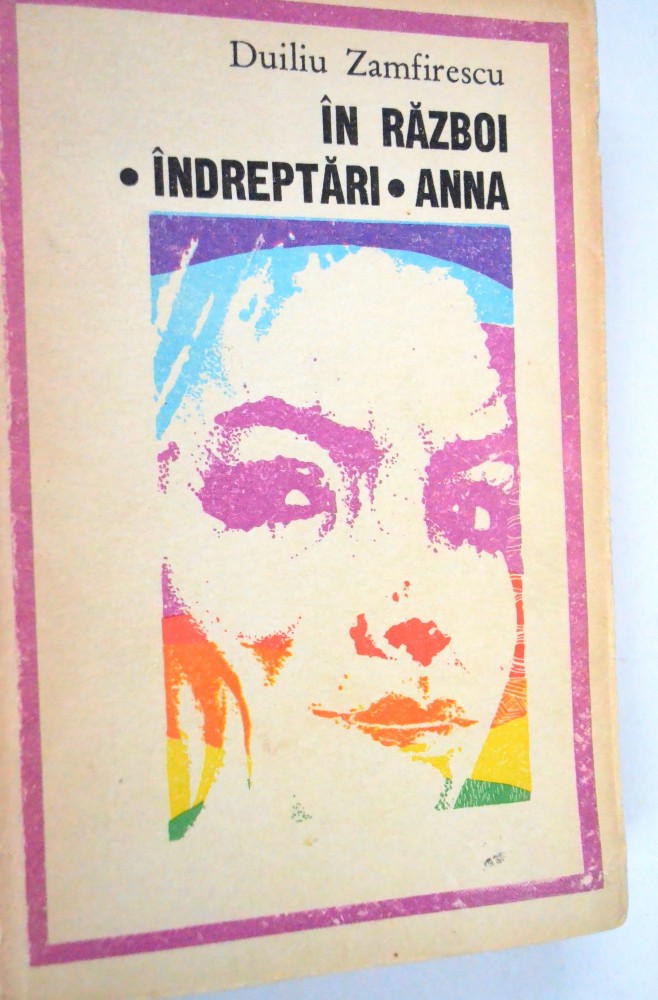 Duiliu Zamfirescu
ÎN RĂZBOI
• ÎNDREPTĂRI • ANNA